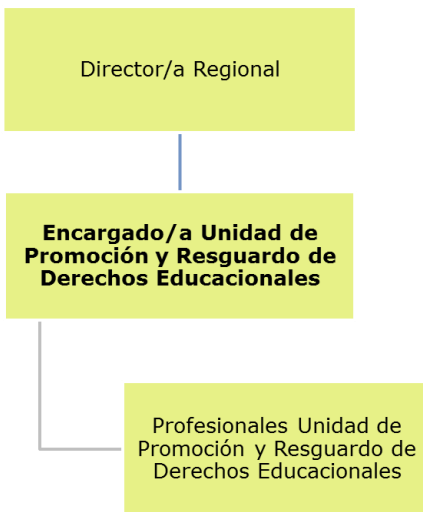 Director/a Regional
Encargado/a Unidad de
Promoción y Resguardo de
Derechos Educacionales
Profesionales Unidad de
Promoción y Resguardo de
Derechos Educacionales